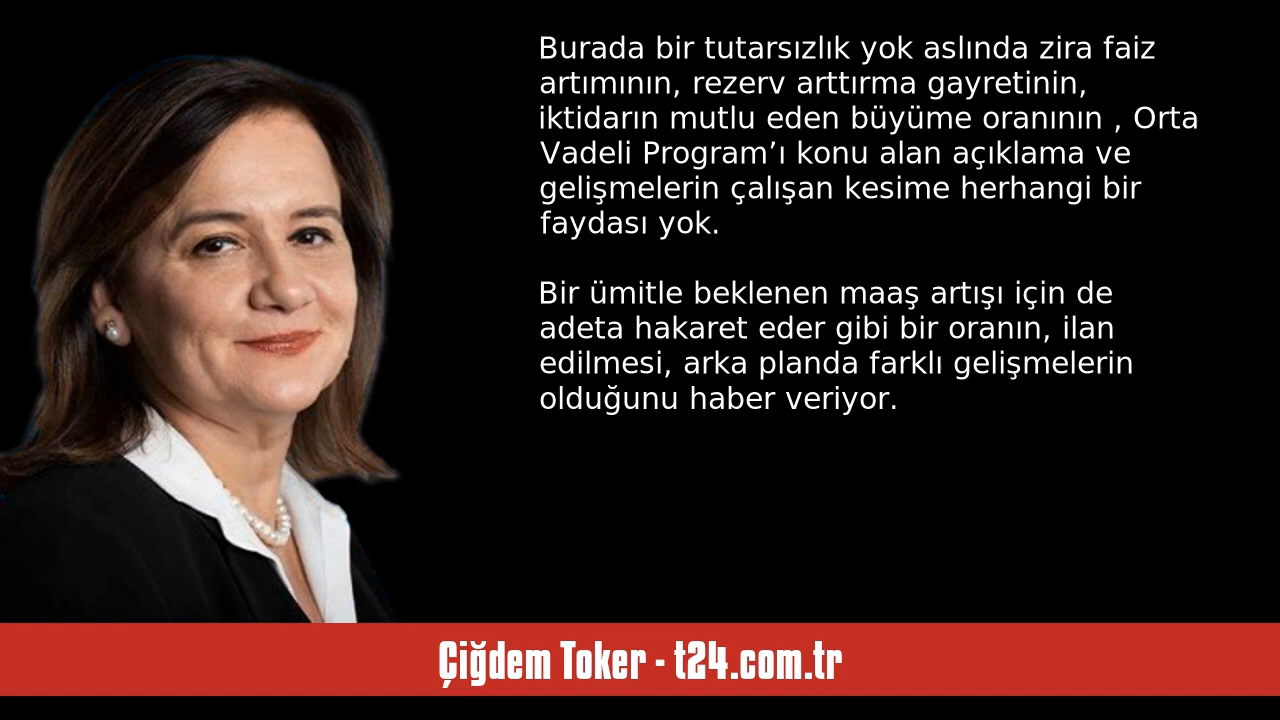 Burada bir tutarsızlık yok aslında zira faiz
artımının, rezerv arttırma gayretinin,
iktidarın mutlu eden büyüme oranının , Orta
Vadeli Program’ı konu alan açıklama ve
gelişmelerin çalışan kesime herhangi bir
faydası yok.
Bir ümitle beklenen maaş artışı için de
adeta hakaret eder gibi bir oranın, ilan
edilmesi, arka planda farklı gelişmelerin
olduğunu haber veriyor.
Çiğdem Toker - t24.com.tr